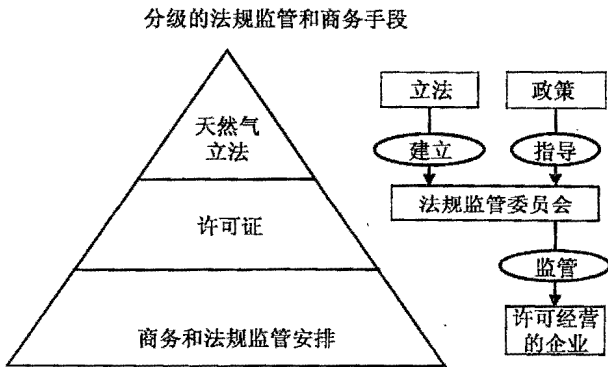 分级的法规监管和商务手段
天然气
立法
许可证
商务和法规监管安排
立法
政策
建立
指导
法规监管委员会
监管
许可经营
的企业